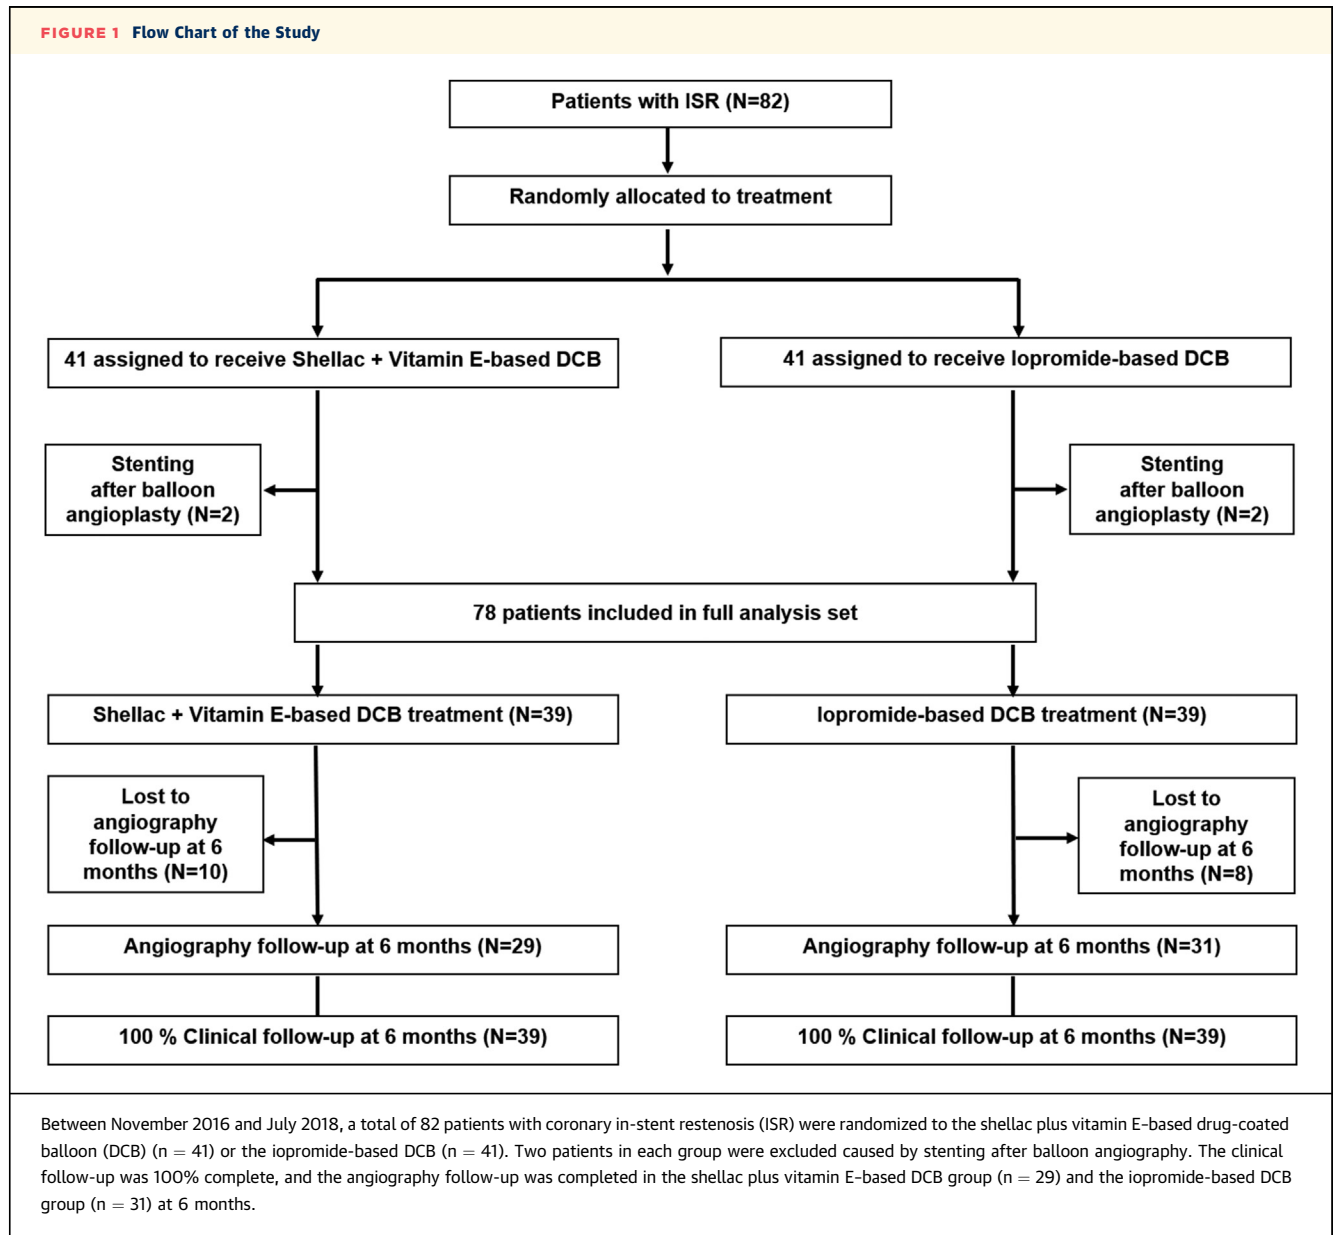 FIGURE 1 Flow Chart of the Study
Patients with ISR (N=82)
Randomly allocated to treatment
41 assigned to receive Shellac + Vitamin E-based DCB
41 assigned to receive Iopromide-based DCB
Stenting
after balloon
angioplasty (N=2)
Stenting
after balloon
angioplasty (N=2)
78 patients included in full analysis set
Shellac + Vitamin E-based DCB treatment (N=39)
Iopromide-based DCB treatment (N=39)
Lost to
angiography
follow-up at 6
months (N=10)
Lost to
angiography
follow-up at 6
months (N=8)
Angiography follow-up at 6 months (N=29)
Angiography follow-up at 6 months (N=31)
100 % Clinical follow-up at 6 months (N=39)
100 % Clinical follow-up at 6 months (N=39)
Between November 2016 and July 2018, a total of 82 patients with coronary in-stent restenosis (ISR) were randomized to the shellac plus vitamin E–based drug-coated
balloon (DCB) (n = 41) or the iopromide-based DCB (n = 41). Two patients in each group were excluded caused by stenting after balloon angiography. The clinical
follow-up was 100% complete, and the angiography follow-up was completed in the shellac plus vitamin E–based DCB group (n = 29) and the iopromide-based DCB
group (n = 31) at 6 months.